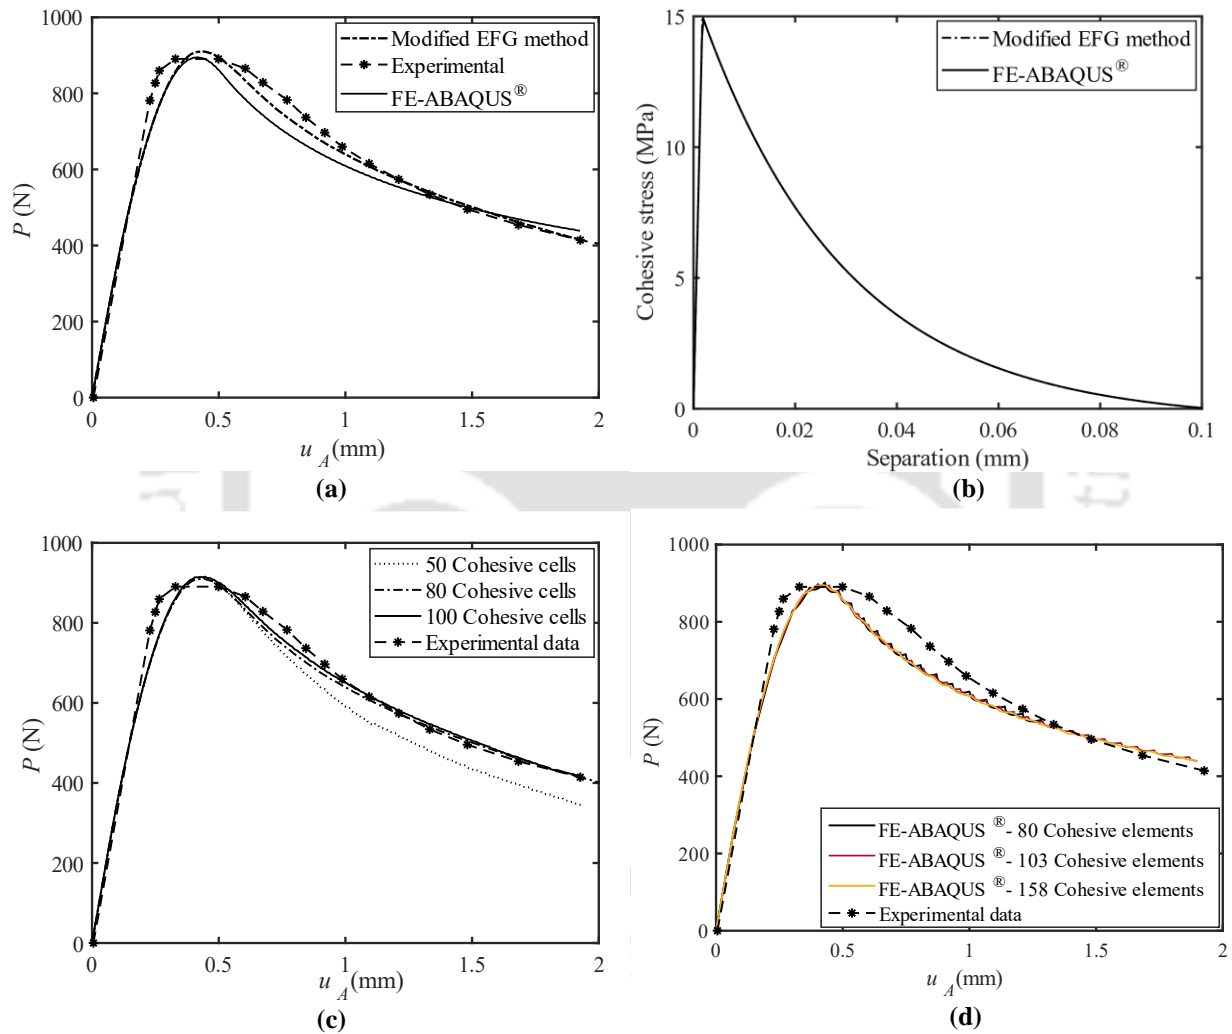 1000
800
600
400
200
0
P (N)
0
0.5
1
1.5
2
u A (mm)
Modified EFG method
Experimental
FE-ABAQUS®
(a)
15
10
5
0
Cohesive stress (MPa)
0
0.02
0.04
0.06
0.08
0.1
Separation (mm)
Modified EFG method
FE-ABAQUS®
(b)
1000
800
600
400
200
0
P (N)
0
0.5
1
1.5
2
u A (mm)
50 Cohesive cells
80 Cohesive cells
100 Cohesive cells
Experimental data
(c)
1000
800
600
400
200
0
P (N)
0
0.5
1
1.5
2
u A (mm)
FE-ABAQUS ®- 80 Cohesive elements
FE-ABAQUS ®- 103 Cohesive elements
FE-ABAQUS ®- 158 Cohesive elements
Experimental data
(d)